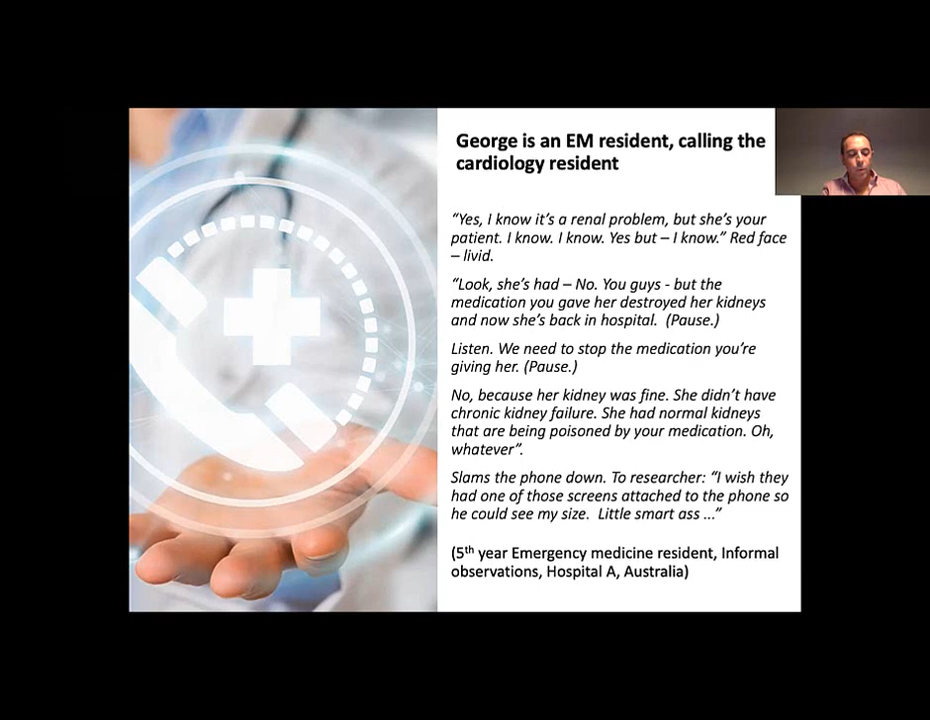 George is an EM resident, calling the
cardiology resident
“Yes, I know it’s a renal problem, but she’s your
patient. I know. I know. Yes but – I know.” Red face
– livid.
“Look, she’s had – No. You guys - but the
medication you gave her destroyed her kidneys
and now she’s back in hospital.  (Pause.)
Listen. We need to stop the medication you’re
giving her. (Pause.)
No, because her kidney was fine. She didn’t have
chronic kidney failure. She had normal kidneys
that are being poisoned by your medication. Oh,
whatever”.
Slams the phone down. To researcher: “I wish they
had one of those screens attached to the phone so
he could see my size.  Little smart ass ...”
(5th year Emergency medicine resident, Informal
observations, Hospital A, Australia)